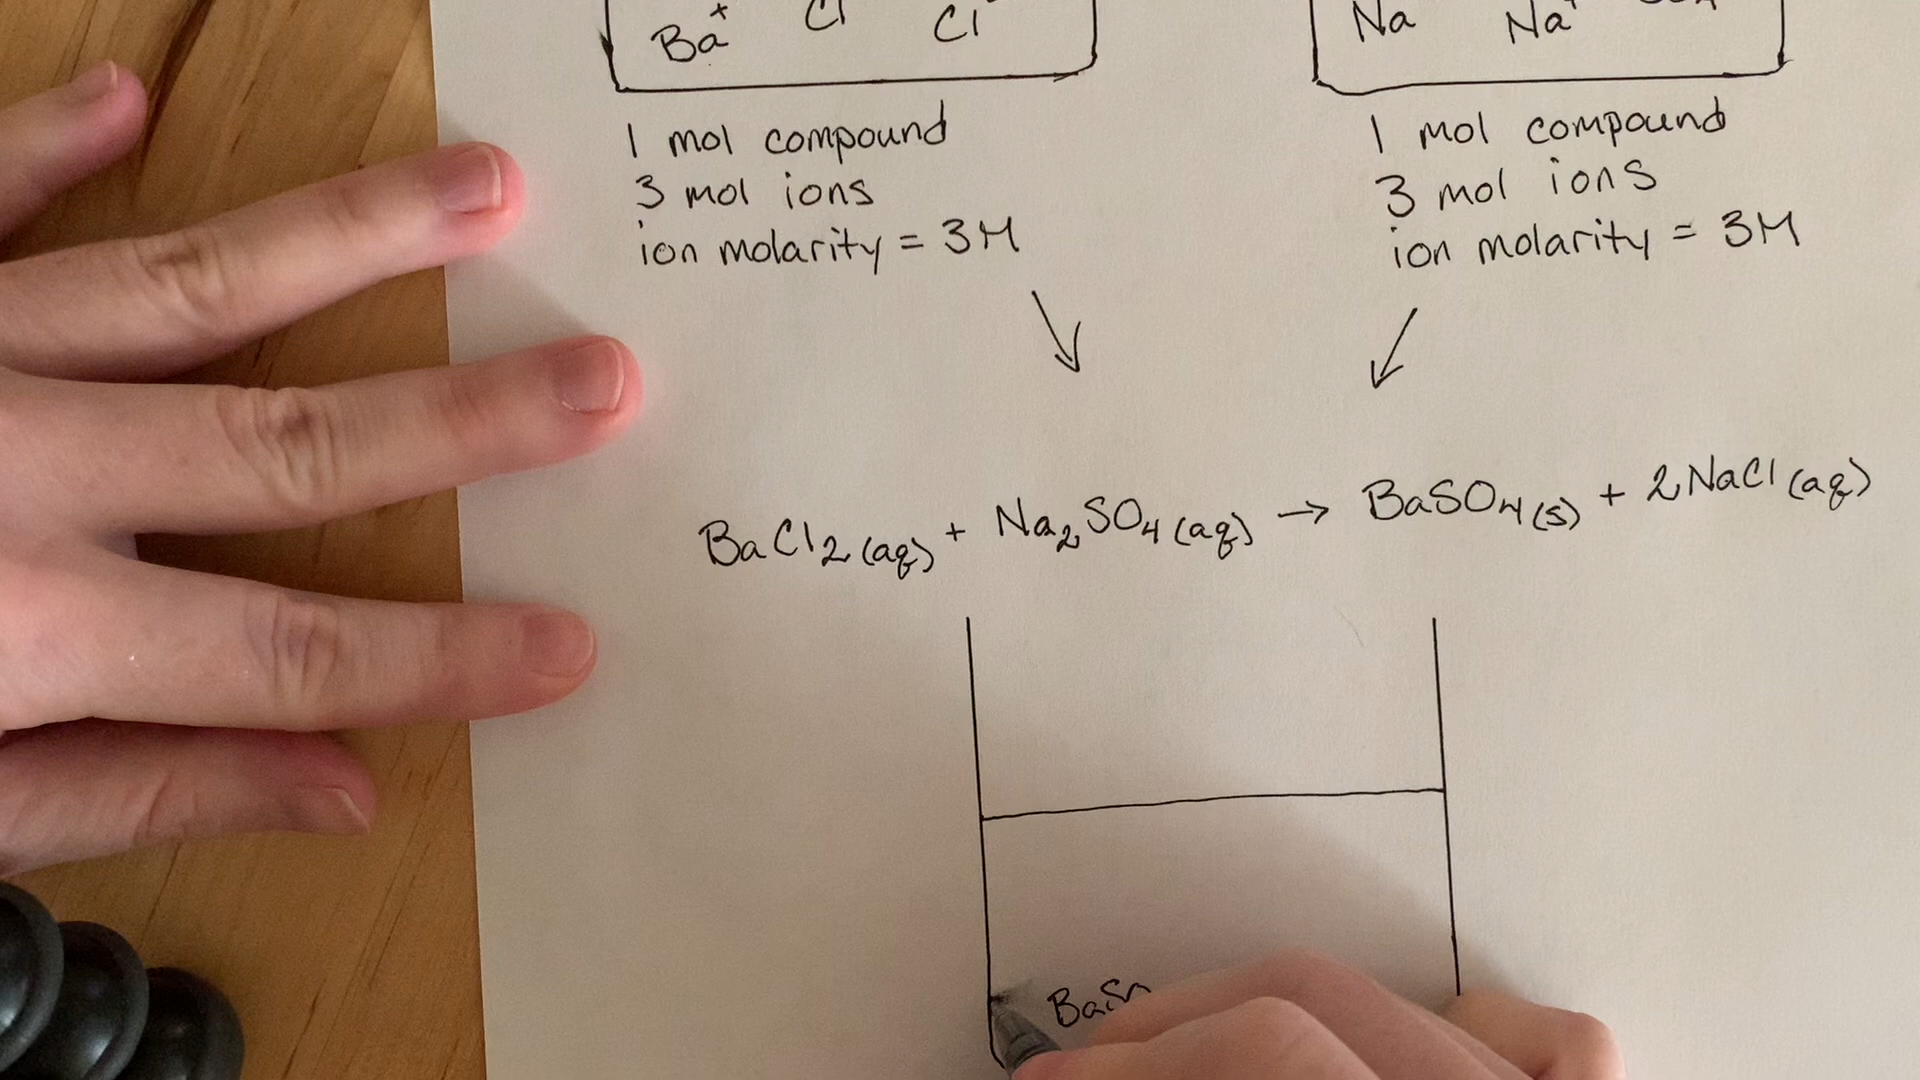 Ba⁺ Cl Cl⁻
Na Na⁺
1 mol compound
3 mol ions
ion molarity = 3M
1 mol compound
3 mol ions
ion molarity = 3M
BaCl₂(aq) + Na₂SO₄(aq) → BaSO₄(s) + 2NaCl(aq)